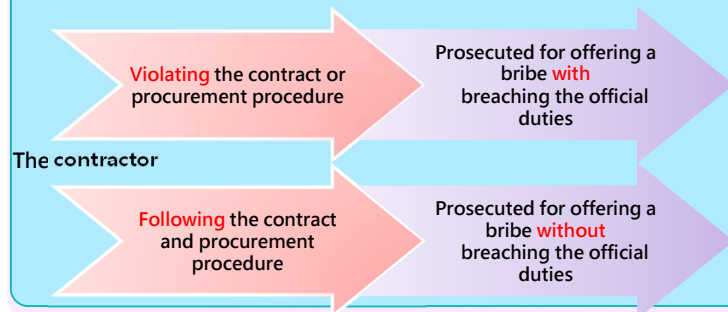 Violating the contract or
procurement procedure
Prosecuted for offering a
bribe with
breaching the official
duties
The contractor
Following the contract
and procurement
procedure
Prosecuted for offering a
bribe without
breaching the official
duties